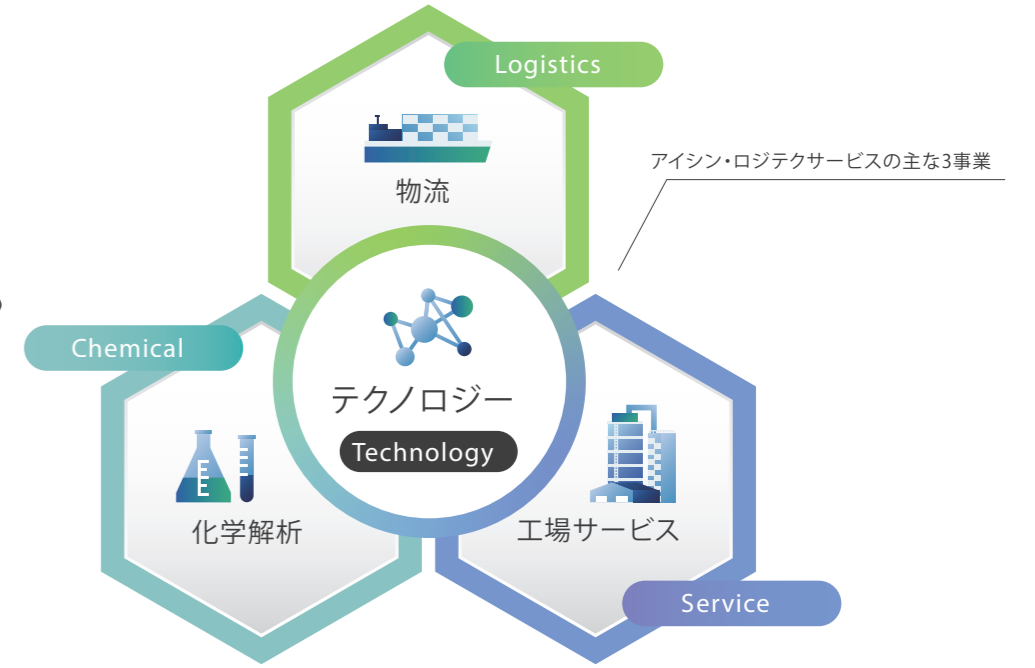 Logistics
物流
アイシン・ロジテクサービスの主な3事業
Chemical
テクノロジー
Technology
化学解析
工場サービス
Service